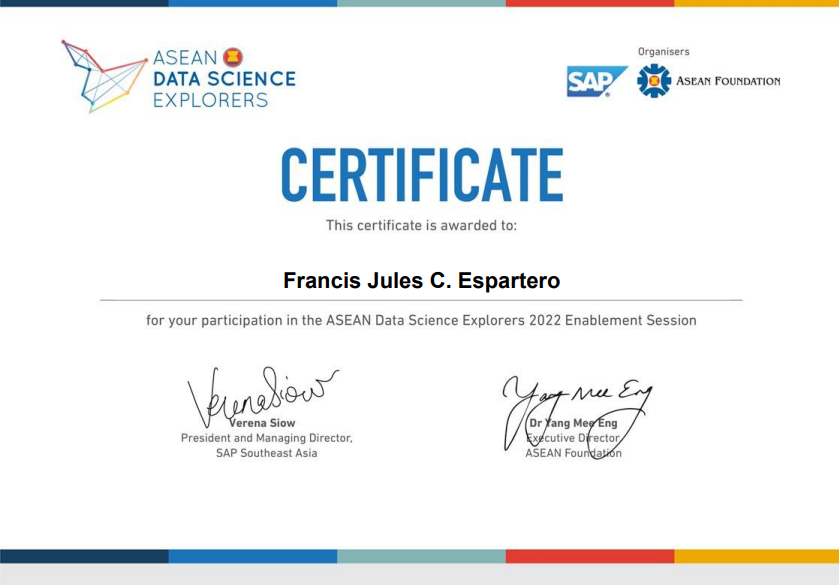 ASEAN
DATA SCIENCE
EXPLORERS
Organisers
SAP
ASEAN FOUNDATION
CERTIFICATE
This certificate is awarded to:
Francis Jules C. Espartero
for your participation in the ASEAN Data Science Explorers 2022 Enablement Session
Verena Siow
Yang Mee Eng
Verena Siow
Dr Yang Mee Eng
President and Managing Director,
Executive Director
SAP Southeast Asia
ASEAN Foundation